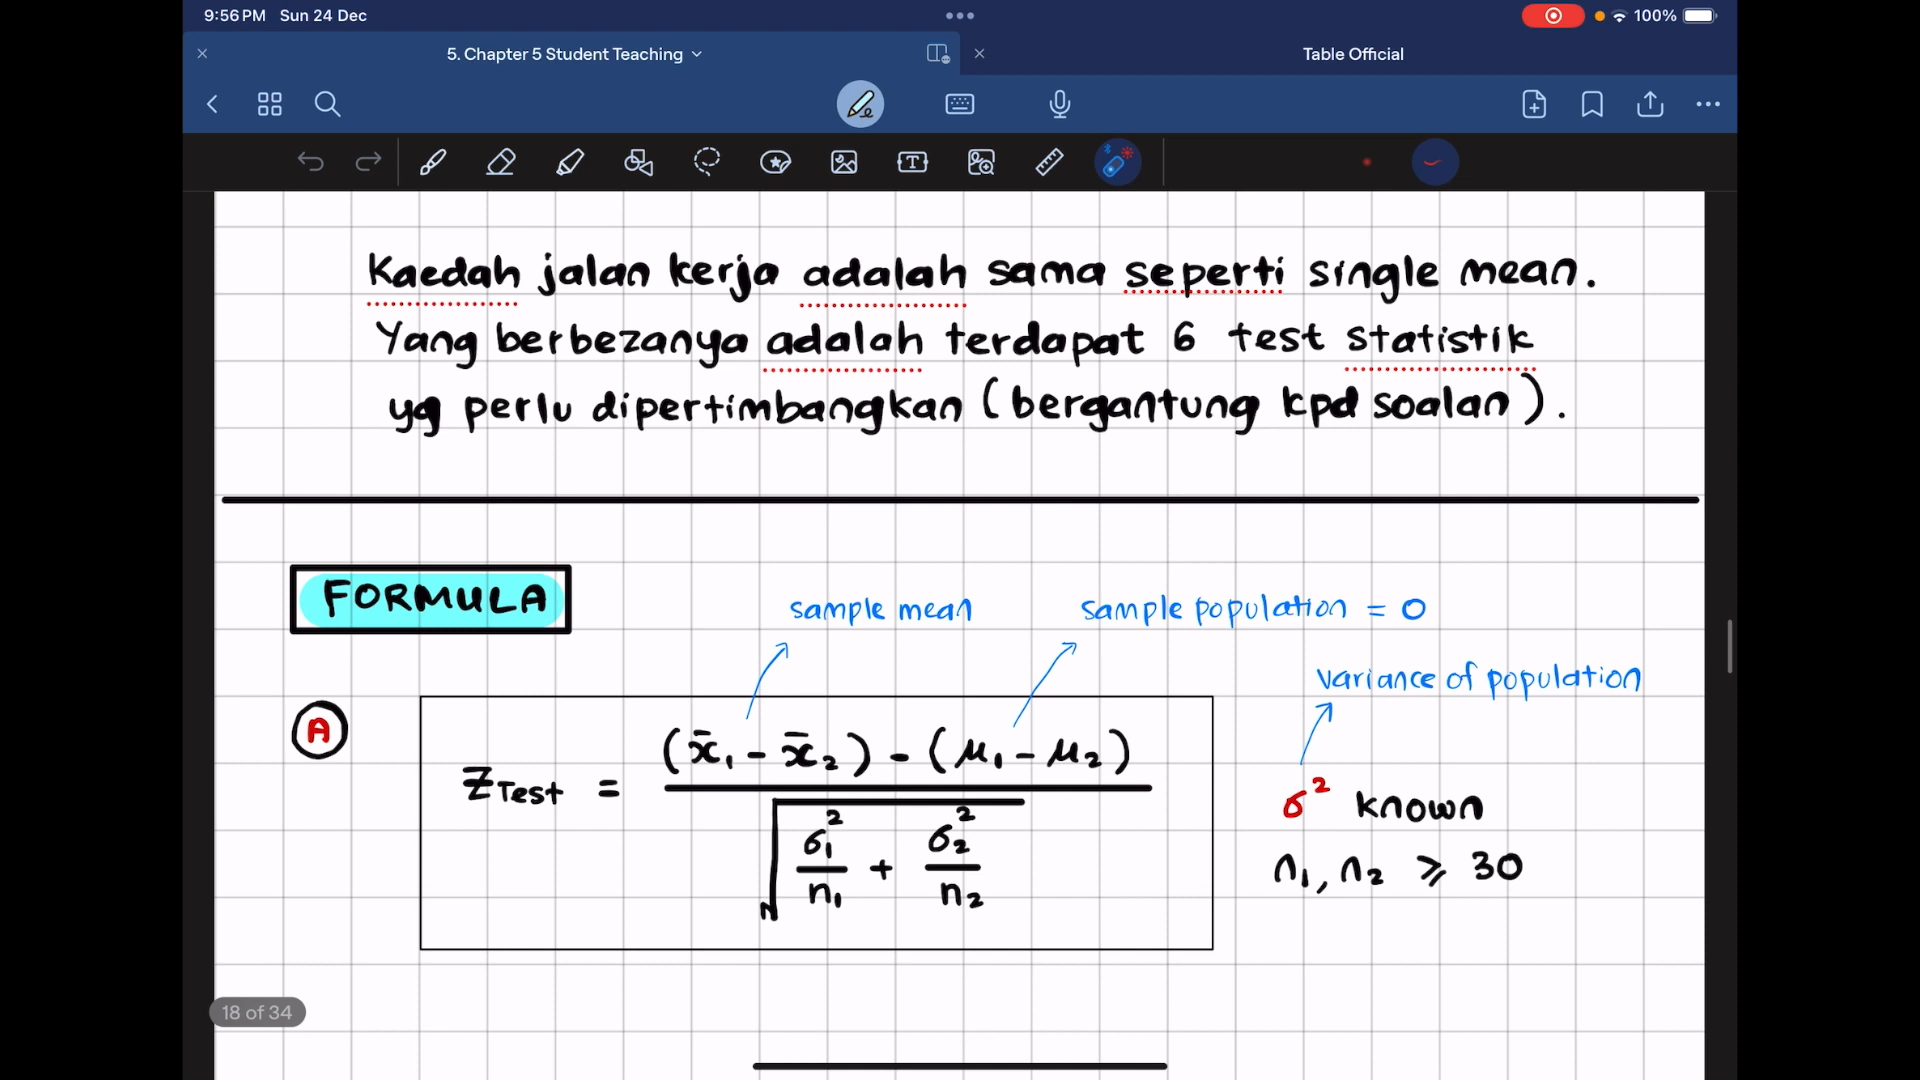 9:56 PM Sun 24 Dec
100%
5. Chapter 5 Student Teaching
Table Official
Kaedah jalan kerja adalah sama seperti single mean.
Yang berbezanya adalah terdapat 6 test statistik
yg perlu dipertimbangkan (bergantung kpd soalan).
FORMULA
sample mean
sample population = 0
variance of population
A
Z Test = (x̄₁ - x̄₂) - (μ₁ - μ₂) / √(σ₁²/n₁ + σ₂²/n₂)
σ² known
n₁, n₂ ⩾ 30
18 of 34